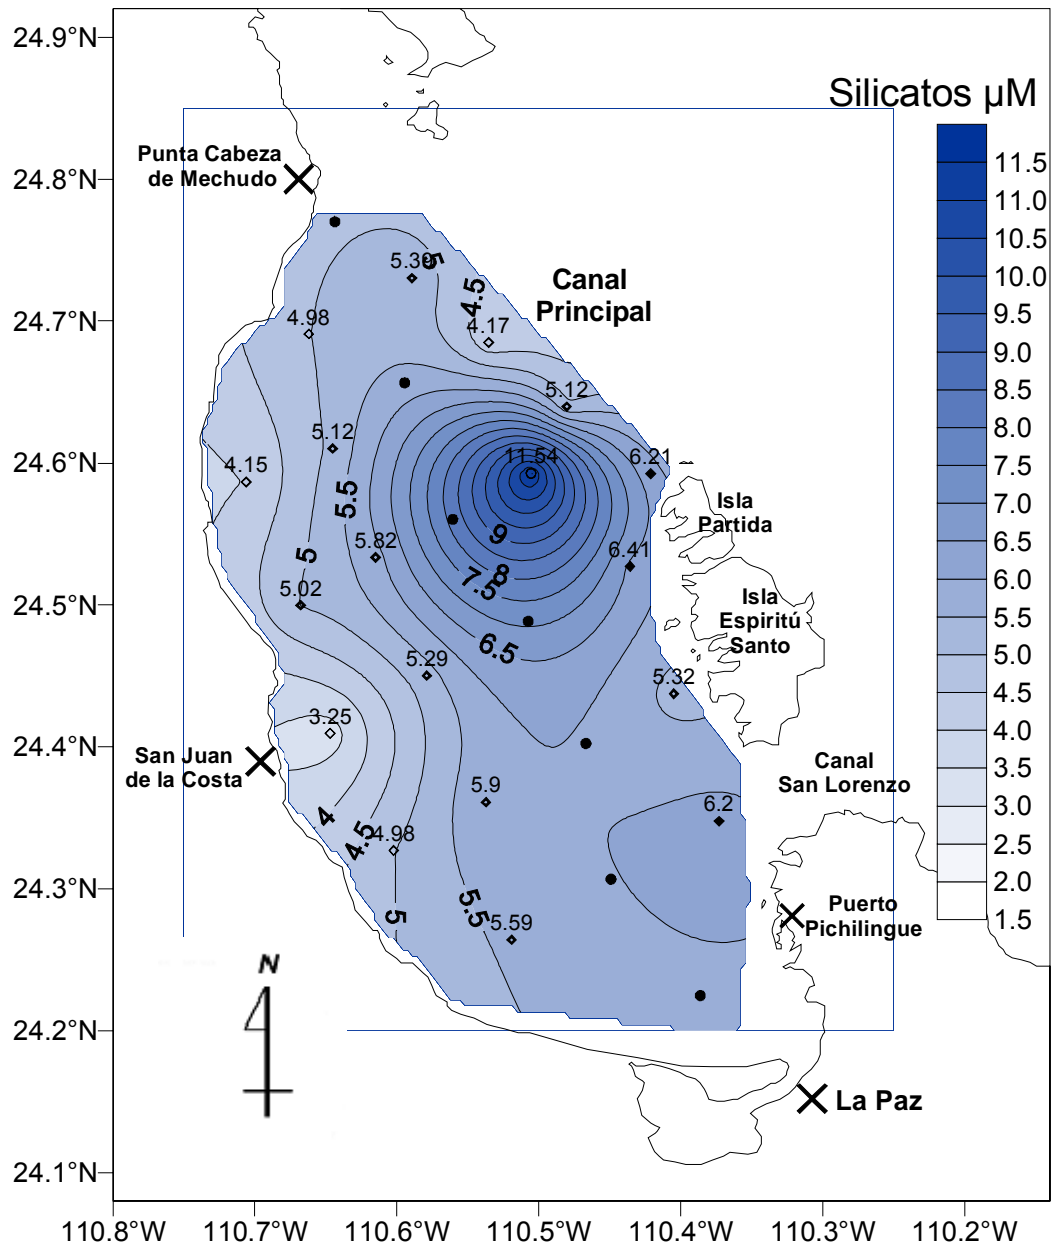 24.9°N
Silicatos µM
Punta Cabeza
de Mechudo
24.8°N
11.5
11.0
10.5
10.0
9.5
9.0
8.5
8.0
7.5
7.0
6.5
6.0
5.5
5.0
4.5
4.0
3.5
3.0
2.5
2.0
1.5
5
Canal
Principal
4.5
24.7°N
4.98
4.17
5.12
5.12
11.54
6.21
24.6°N
4.15
5.5
Isla
Partida
9
5.82
6.41
5
8
7.5
5.02
24.5°N
Isla
Espiritú
Santo
6.5
5.29
5.32
3.25
24.4°N
San Juan
de la Costa
Canal
San Lorenzo
5.9
6.2
4
4.5
4.98
24.3°N
5.5
5
5.59
Puerto
Pichilingue
N
24.2°N
La Paz
24.1°N
110.8°W 110.7°W 110.6°W 110.5°W 110.4°W 110.3°W 110.2°W